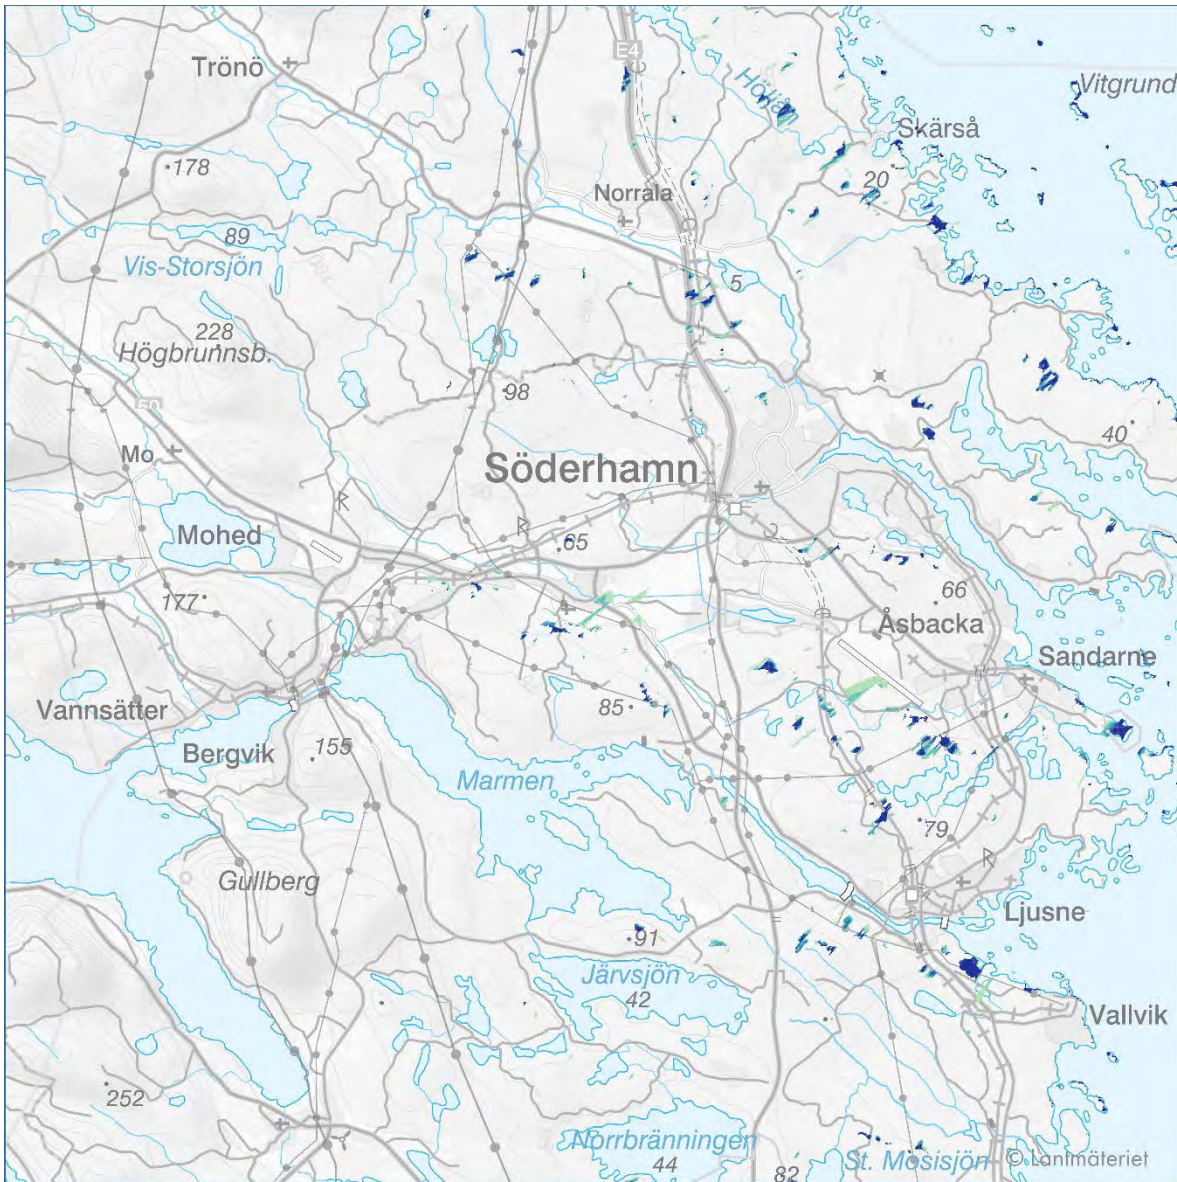 E4
Trönö
Höljån
Vitgrund
Skärså
178
20
Norrala
89
Vis-Storsjön
5
228
Högbrunnsb.
98
50
40
Mo
Söderhamn
Mohed
65
177
66
Åsbacka
Sandarne
Vannsätter
85
Bergvik
155
Marmen
79
Gullberg
Ljusne
91
Järvsjön
42
Vallvik
252
Norrbränningen
44
82
St. Mosisjön
© Lantmäteriet